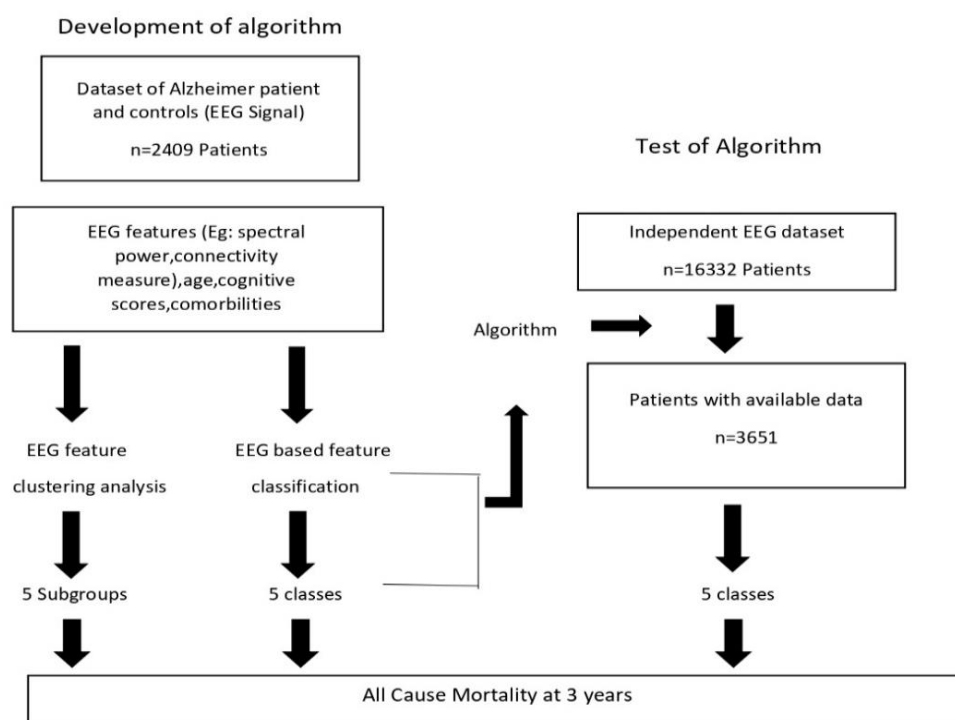 Development of algorithm
Dataset of Alzheimer patient
and controls (EEG Signal)
n=2409 Patients
EEG features (Eg: spectral
power,connectivity
measure),age,cognitive
scores,comorbilities
EEG feature
clustering analysis
5 Subgroups
EEG based feature
classification
5 classes
Algorithm
Test of Algorithm
Independent EEG dataset
n=16332 Patients
Patients with available data
n=3651
5 classes
All Cause Mortality at 3 years